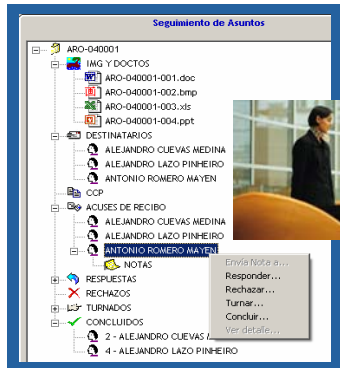 Seguimiento de Asuntos
ARO-040001
IMG Y DOCTOS
ARO-040001-001.doc
ARO-040001-002.bmp
ARO-040001-003.xls
ARO-040001-004.ppt
DESTINATARIOS
ALEJANDRO CUEVAS MEDINA
ALEJANDRO LAZO PINHEIRO
ANTONIO ROMERO MAYEN
CCP
ACUSES DE RECIBO
ALEJANDRO CUEVAS MEDINA
ALEJANDRO LAZO PINHEIRO
ANTONIO ROMERO MAYEN
NOTAS
Envía Nota a...
Responder...
Rechazar...
Turnar...
Concluir...
Ver detalle...
RESPUESTAS
RECHAZOS
TURNADOS
CONCLUIDOS
2 - ALEJANDRO CUEVAS
4 - ALEJANDRO LAZO PINHEIRO